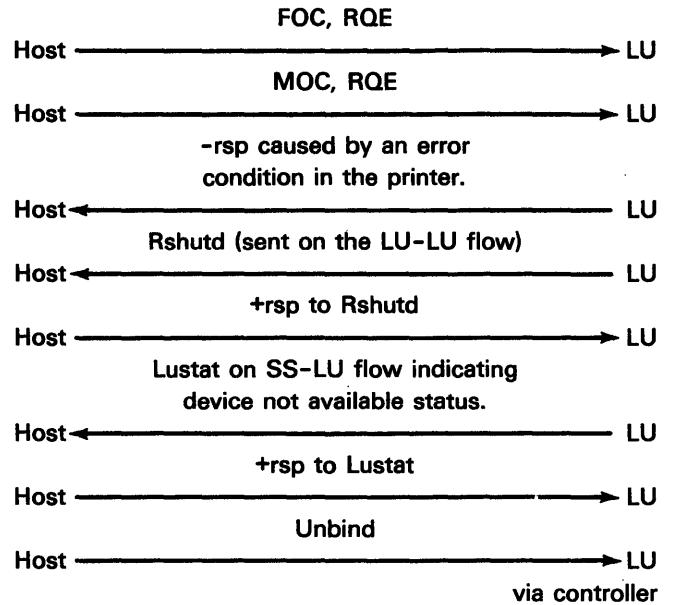 FOC, RQE
Host LU
MOC, RQE
Host LU
-rsp caused by an error
condition in the printer.
Host LU
Rshutd (sent on the LU-LU flow)
Host LU
+rsp to Rshutd
Host LU
Lustat on SS-LU flow indicating
device not available status.
Host LU
+rsp to Lustat
Host LU
Unbind
Host LU
via controller